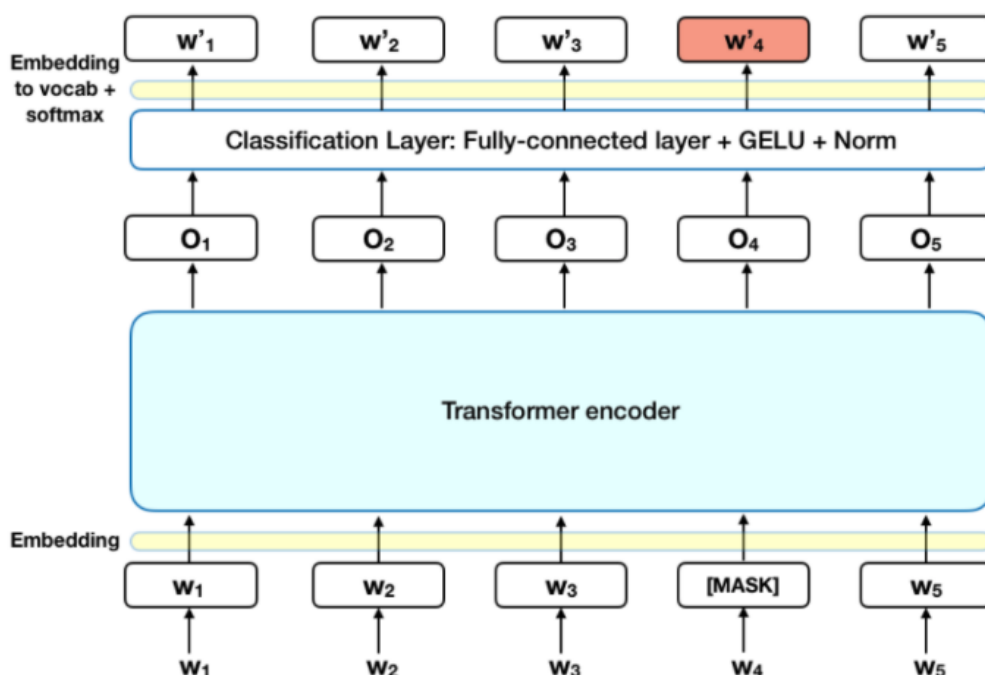 w'₁ w'₂ w'₃ w'₄ w'₅
Embedding
to vocab +
softmax
Classification Layer: Fully-connected layer + GELU + Norm
O₁ O₂ O₃ O₄ O₅
Transformer encoder
Embedding
w₁ w₂ w₃ [MASK] w₅
w₁ w₂ w₃ w₄ w₅